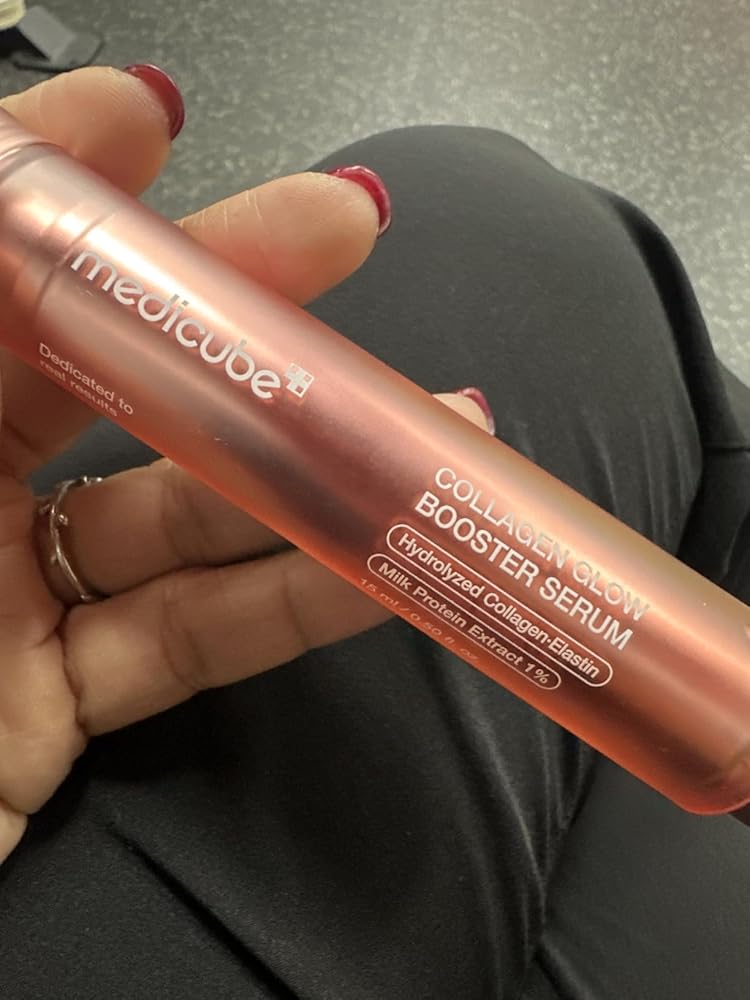 medicube
Dedicated to
real results
COLLAGEN GLOW
BOOSTER SERUM
Hydrolyzed Collagen·Elastin
Milk Protein Extract 1%
15 ml / 0.50 fl. oz